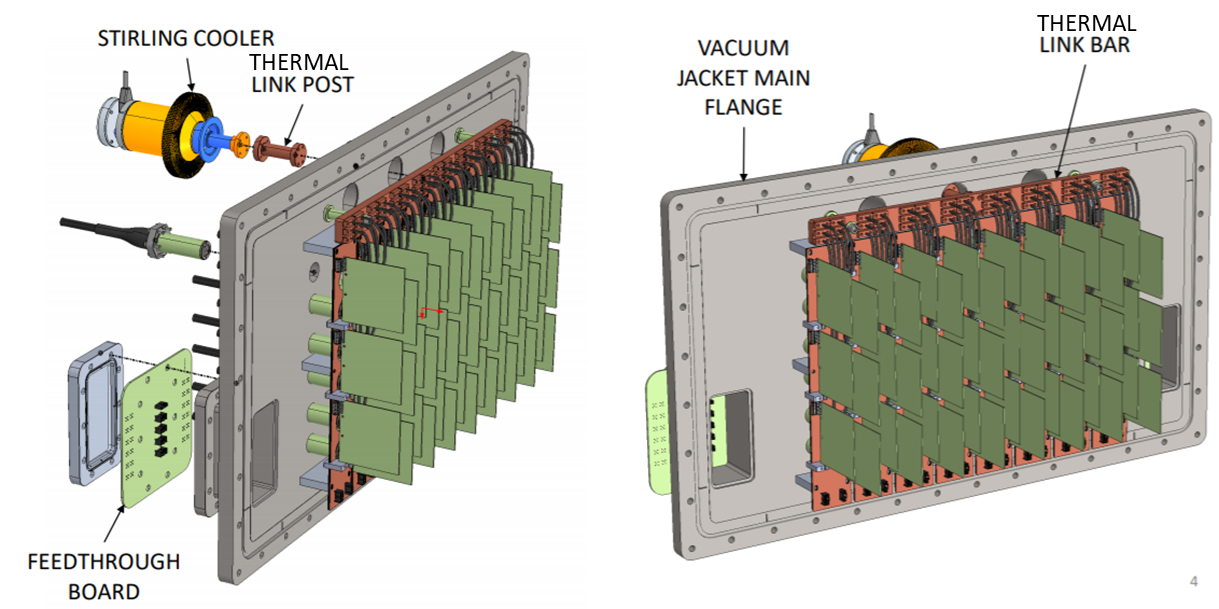 STIRLING COOLER
THERMAL
LINK POST
FEEDTHROUGH
BOARD
VACUUM
JACKET MAIN
FLANGE
THERMAL
LINK BAR
4